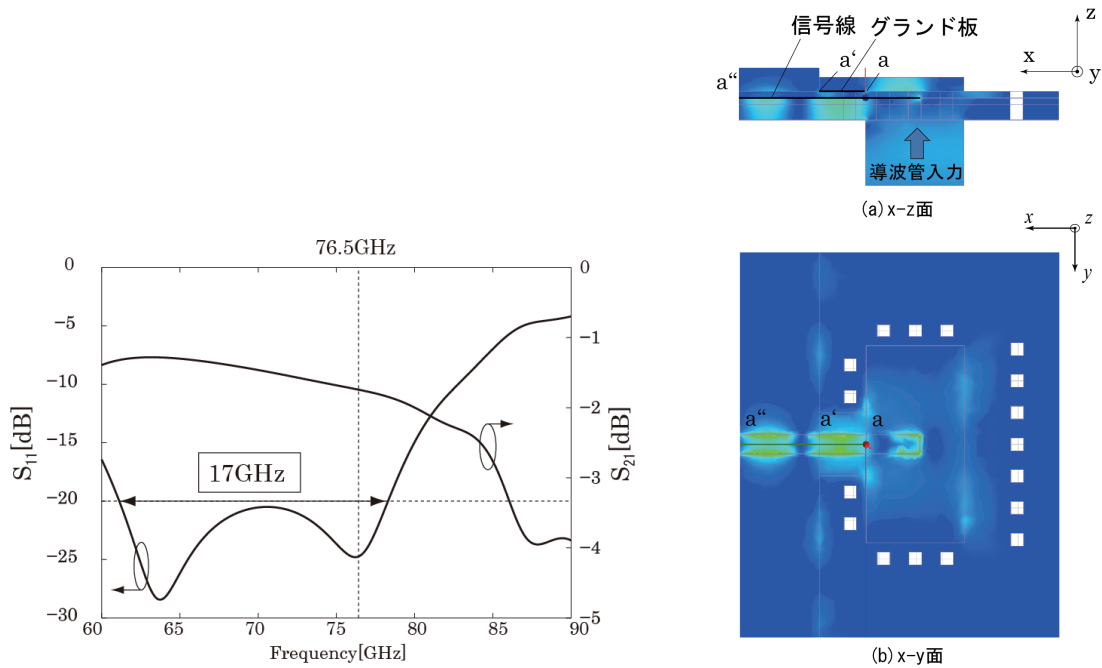 76.5GHz
0
−5
−10
−15
−20
−25
−30
S11[dB]
17GHz
0
−1
−2
−3
−4
−5
S21[dB]
60
65
70
75
80
85
90
Frequency[GHz]
信号線
グランド板
a“
a‘
a
z
x
y
導波管入力
(a)x-z面
x
z
y
a“
a‘
a
(b)x-y面